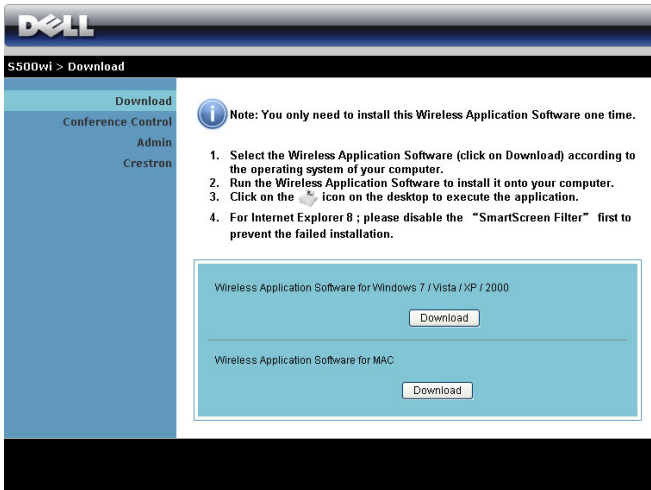 DELL
S500wi > Download
Download
Conference Control
Admin
Crestron
Note: You only need to install this Wireless Application Software one time.
1. Select the Wireless Application Software (click on Download) according to
the operating system of your computer.
2. Run the Wireless Application Software to install it onto your computer.
3. Click on the icon on the desktop to execute the application.
4. For Internet Explorer 8 ; please disable the “SmartScreen Filter” first to
prevent the failed installation.
Wireless Application Software for Windows 7 / Vista / XP / 2000
Download
Wireless Application Software for MAC
Download